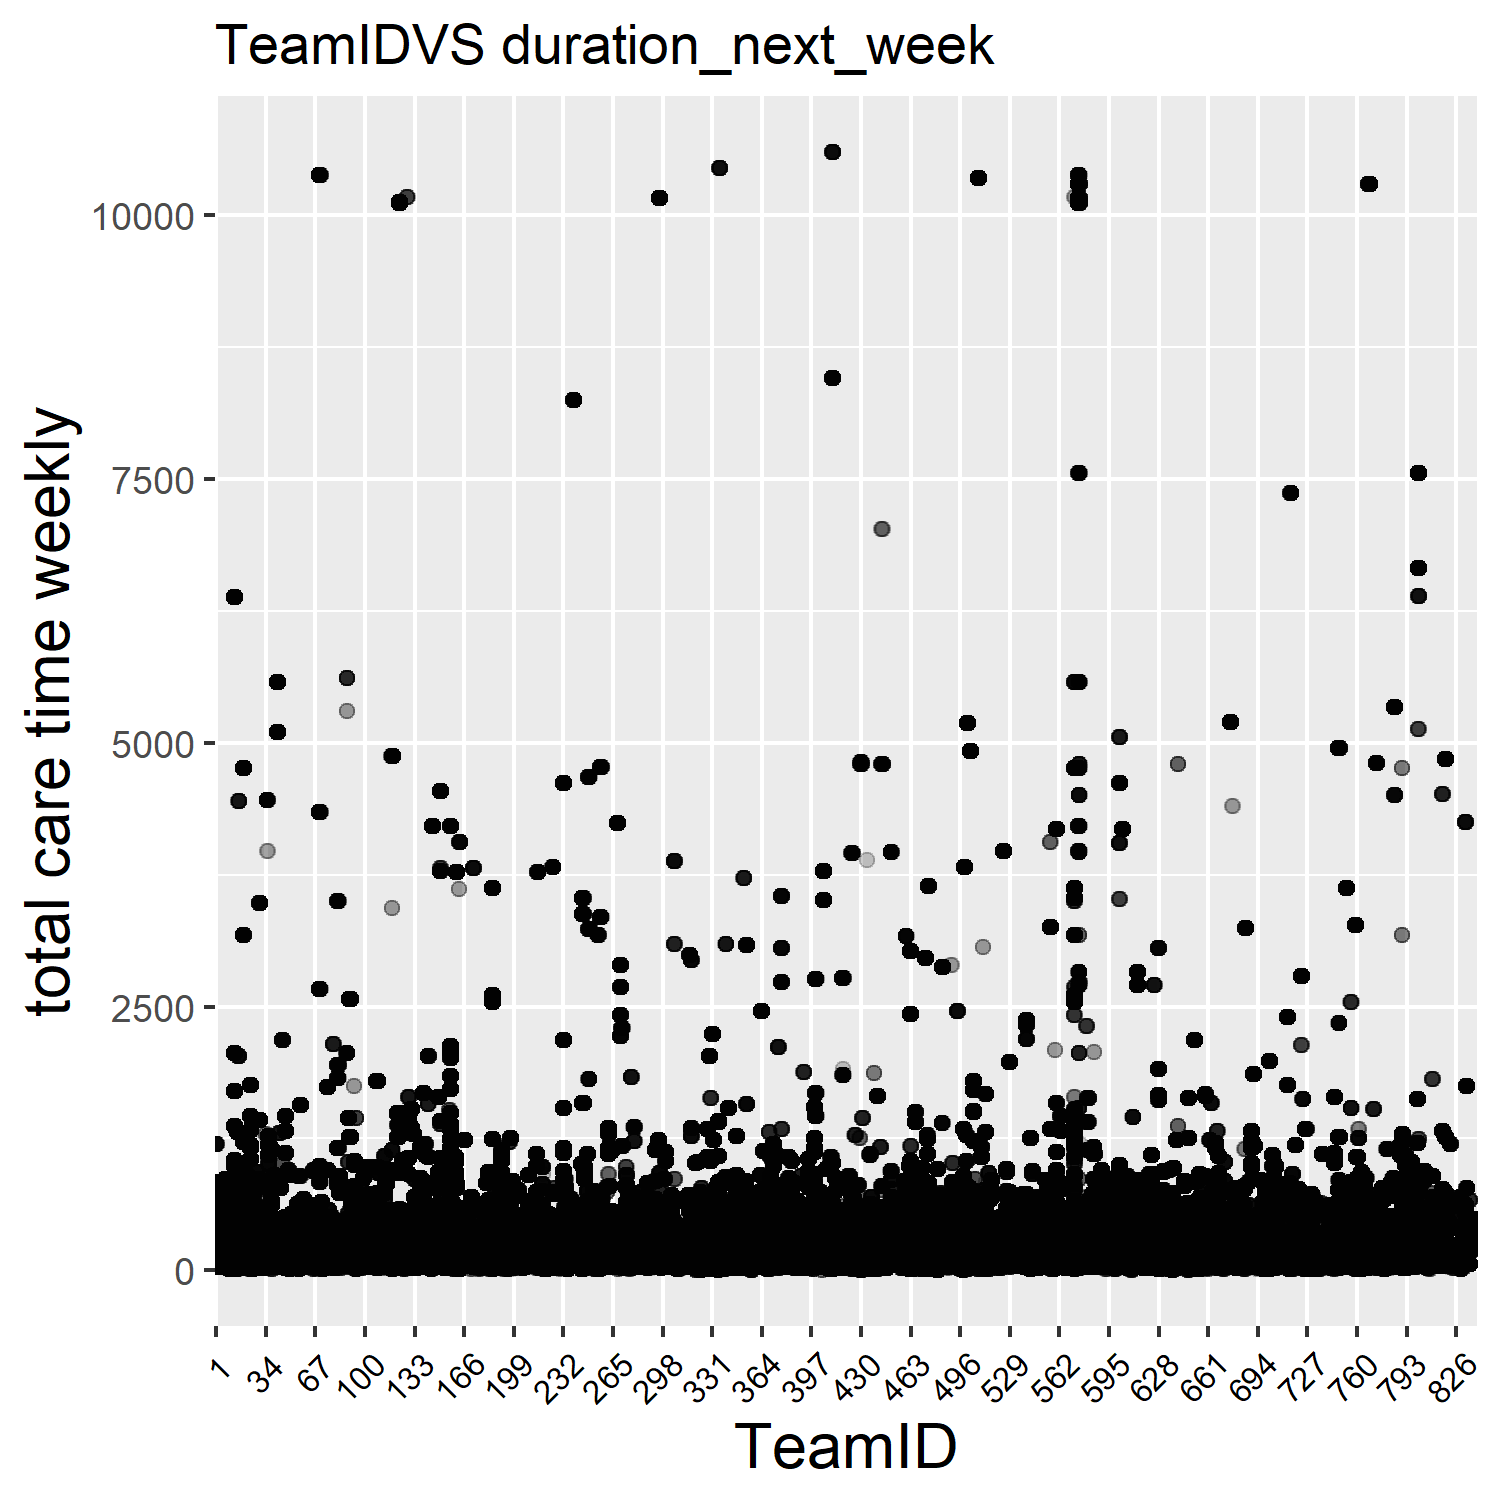 TeamIDVS duration_next_week
total care time weekly
10000
7500
5000
2500
0
1 34 67 100 133 166 199 232 265 298 331 364 397 430 463 496 529 562 595 628 661 694 727 760 793 826
TeamID